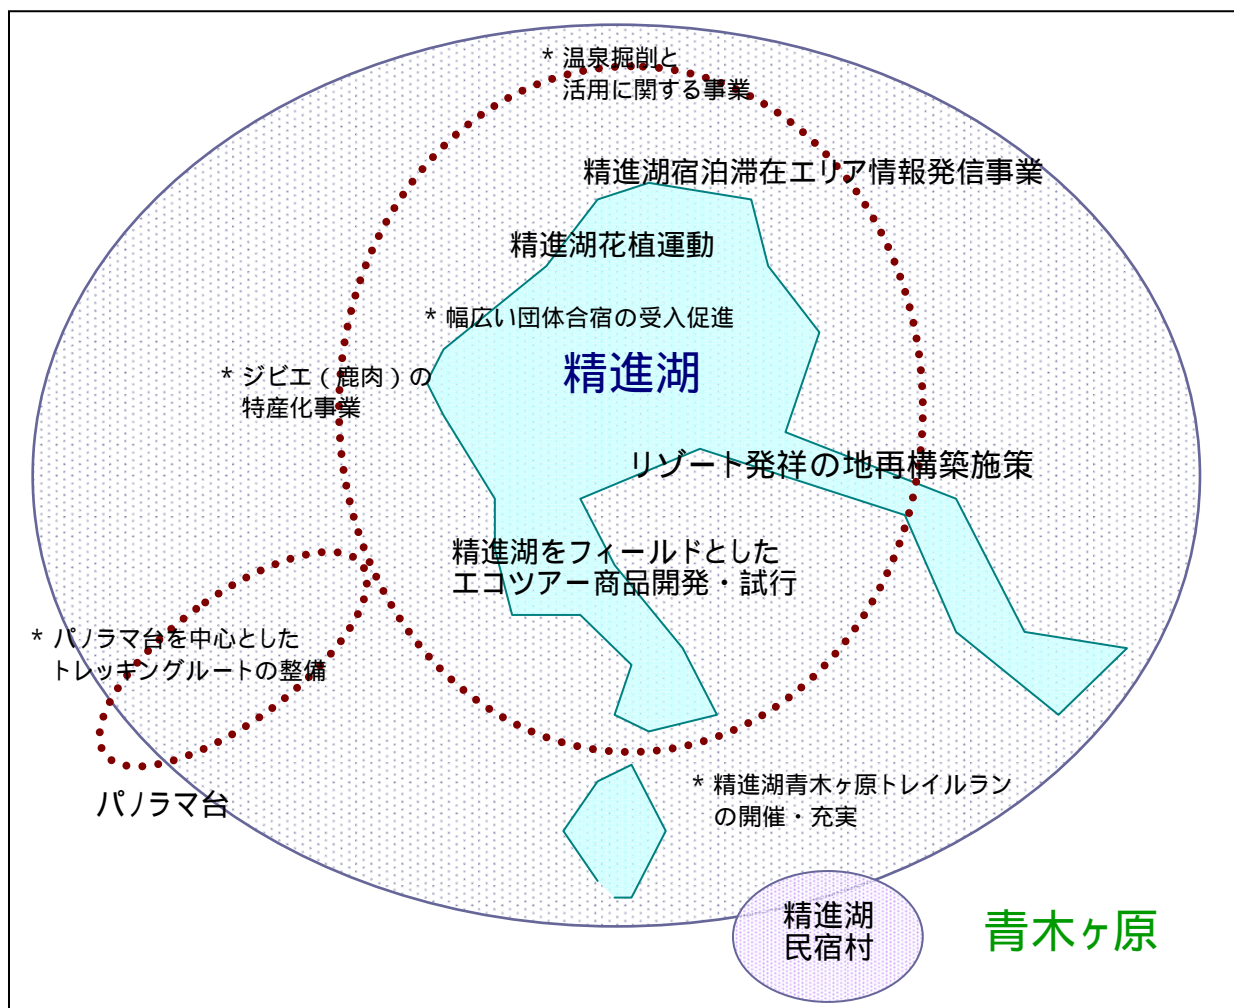 * 温泉掘削と
活用に関する事業
精進湖宿泊滞在エリア情報発信事業
精進湖花植運動
* 幅広い団体合宿の受入促進
精進湖
* ジビエ（鹿肉）の
特産化事業
リゾート発祥の地再構築施策
精進湖をフィールドとした
エコツアー商品開発・試行
* パノラマ台を中心とした
トレッキングルートの整備
パノラマ台
* 精進湖青木ヶ原トレイルラン
の開催・充実
精進湖
民宿村
青木ヶ原